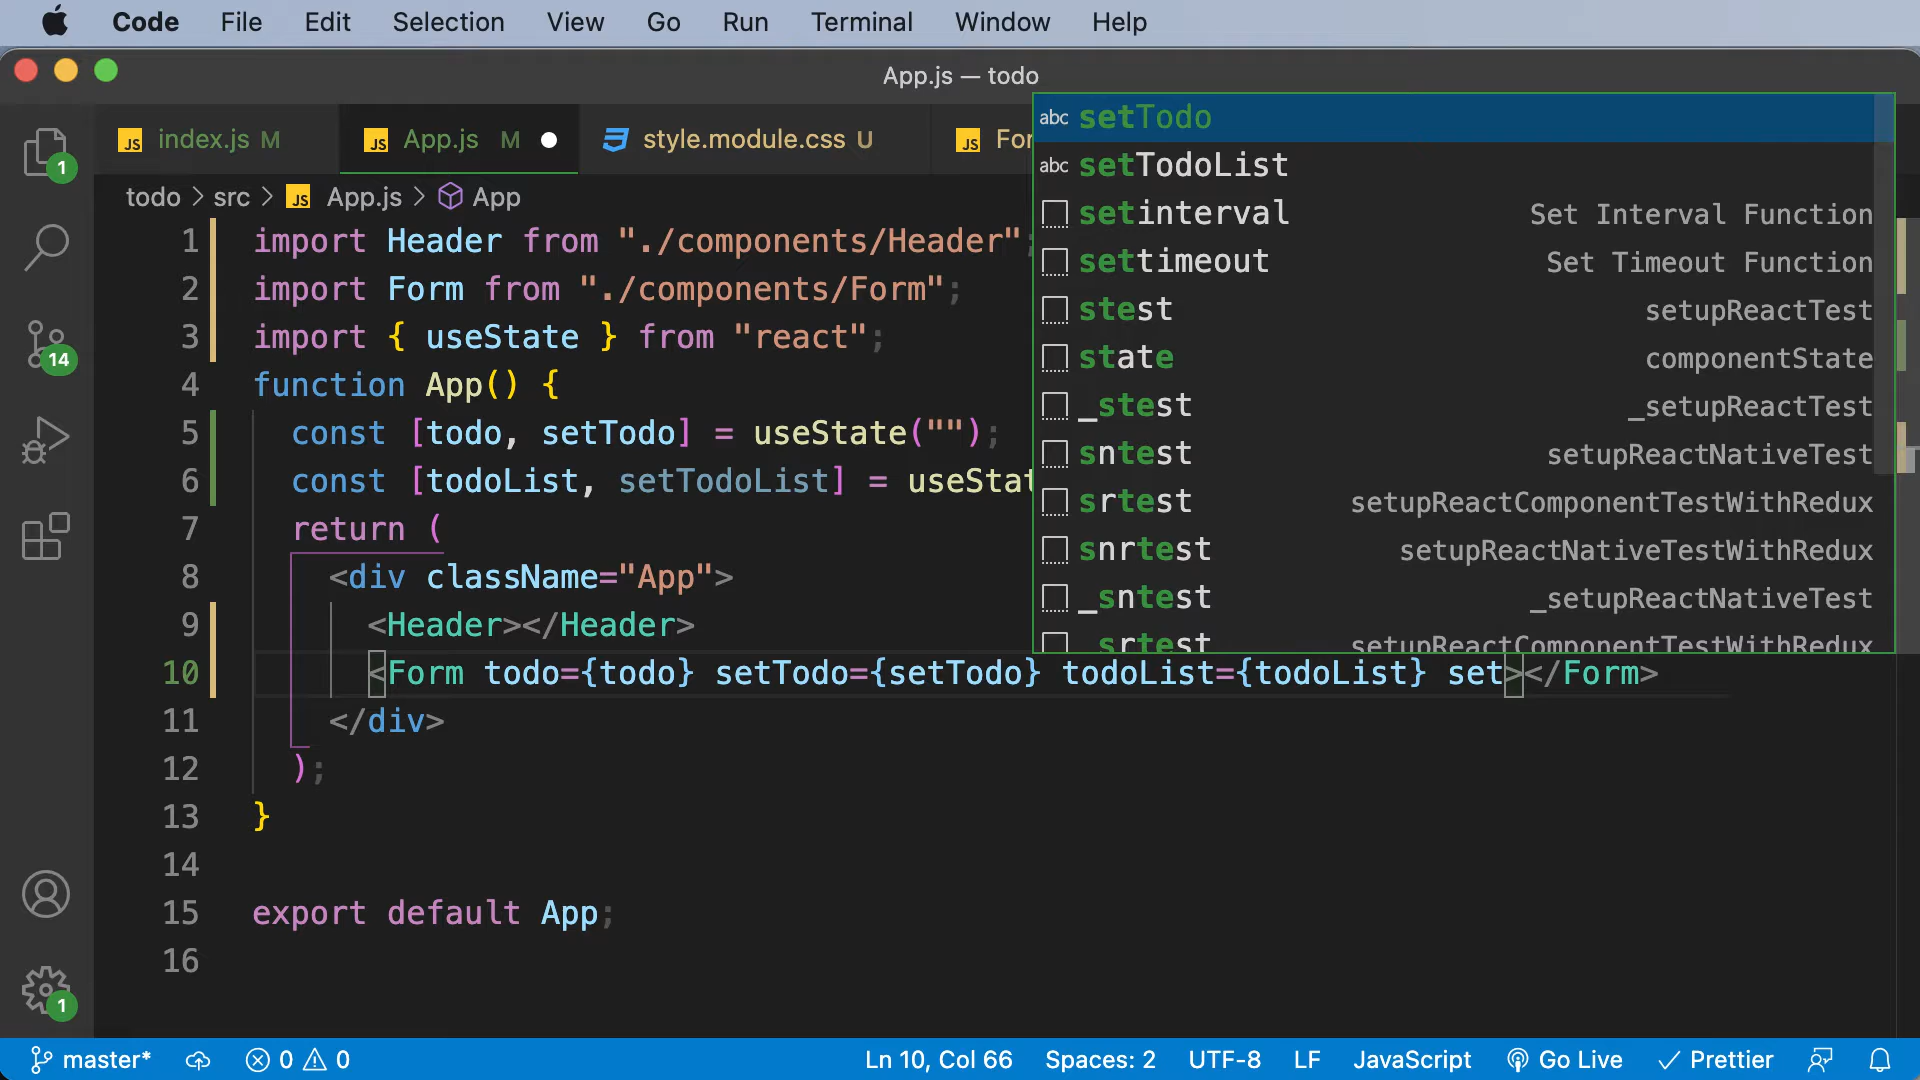 Code File Edit Selection View Go Run Terminal Window Help
App.js — todo
JS index.js M JS App.js M style.module.css U JS For
todo > src > JS App.js > App
1 import Header from "./components/Header";
2 import Form from "./components/Form";
3 import { useState } from "react";
4 function App() {
5 const [todo, setTodo] = useState("");
6 const [todoList, setTodoList] = useStat
7 return (
8 <div className="App">
9 <Header></Header>
10 <Form todo={todo} setTodo={setTodo} todoList={todoList} set></Form>
11 </div>
12 );
13 }
14
15 export default App;
16
abc setTodo
abc setTodoList
setinterval Set Interval Function
settimeout Set Timeout Function
stest setupReactTest
state componentState
_stest _setupReactTest
sntest setupReactNativeTest
srtest setupReactComponentTestWithRedux
snrtest setupReactNativeTestWithRedux
_sntest _setupReactNativeTest
_srtest setupReactComponentTestWithRedux
1
14
1
master* 0 0 Ln 10, Col 66 Spaces: 2 UTF-8 LF JavaScript Go Live Prettier